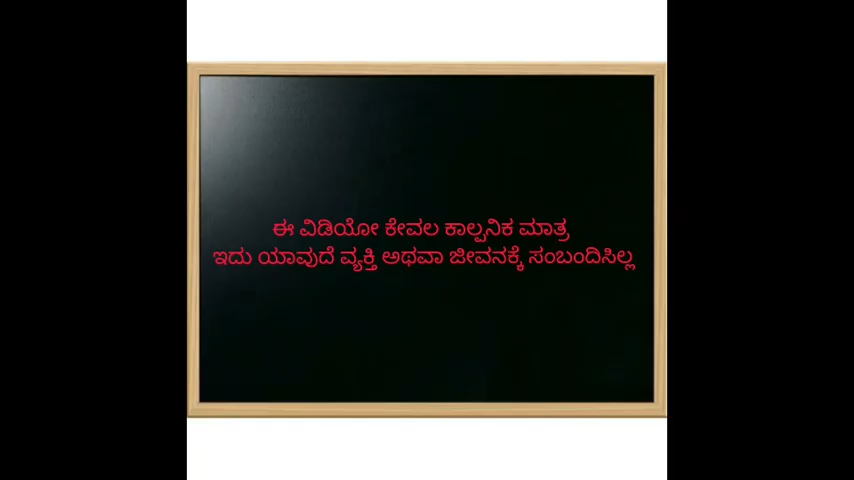 ಈ ವಿಡಿಯೋ ಕೇವಲ ಕಾಲ್ಪನಿಕ ಮಾತ್ರ
ಇದು ಯಾವುದೆ ವ್ಯಕ್ತಿ ಅಥವಾ ಜೀವನಕ್ಕೆ ಸಂಬಂದಿಸಿಲ್ಲ